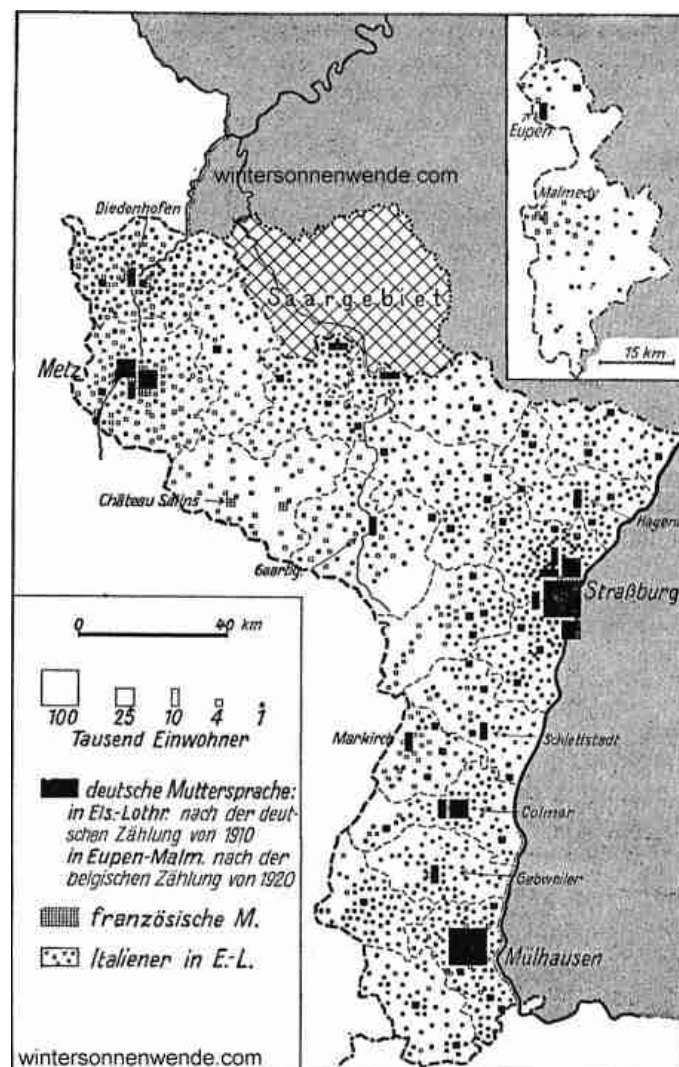 wintersonnenwende.com
Diedenhofen
Saargebiet
Metz
Château Salins
Saarbg.
Hagen
Straßburg
Markirch
Schlettstadt
Colmar
Gebweiler
Mülhausen
Eupen
Malmedy
15 km
0 40 km
100 25 10 4 1
Tausend Einwohner
deutsche Muttersprache:
in Els.-Lothr. nach der deut-
schen Zählung von 1910
in Eupen-Malm. nach der
belgischen Zählung von 1920
französische M.
Italiener in E.-L.
wintersonnenwende.com